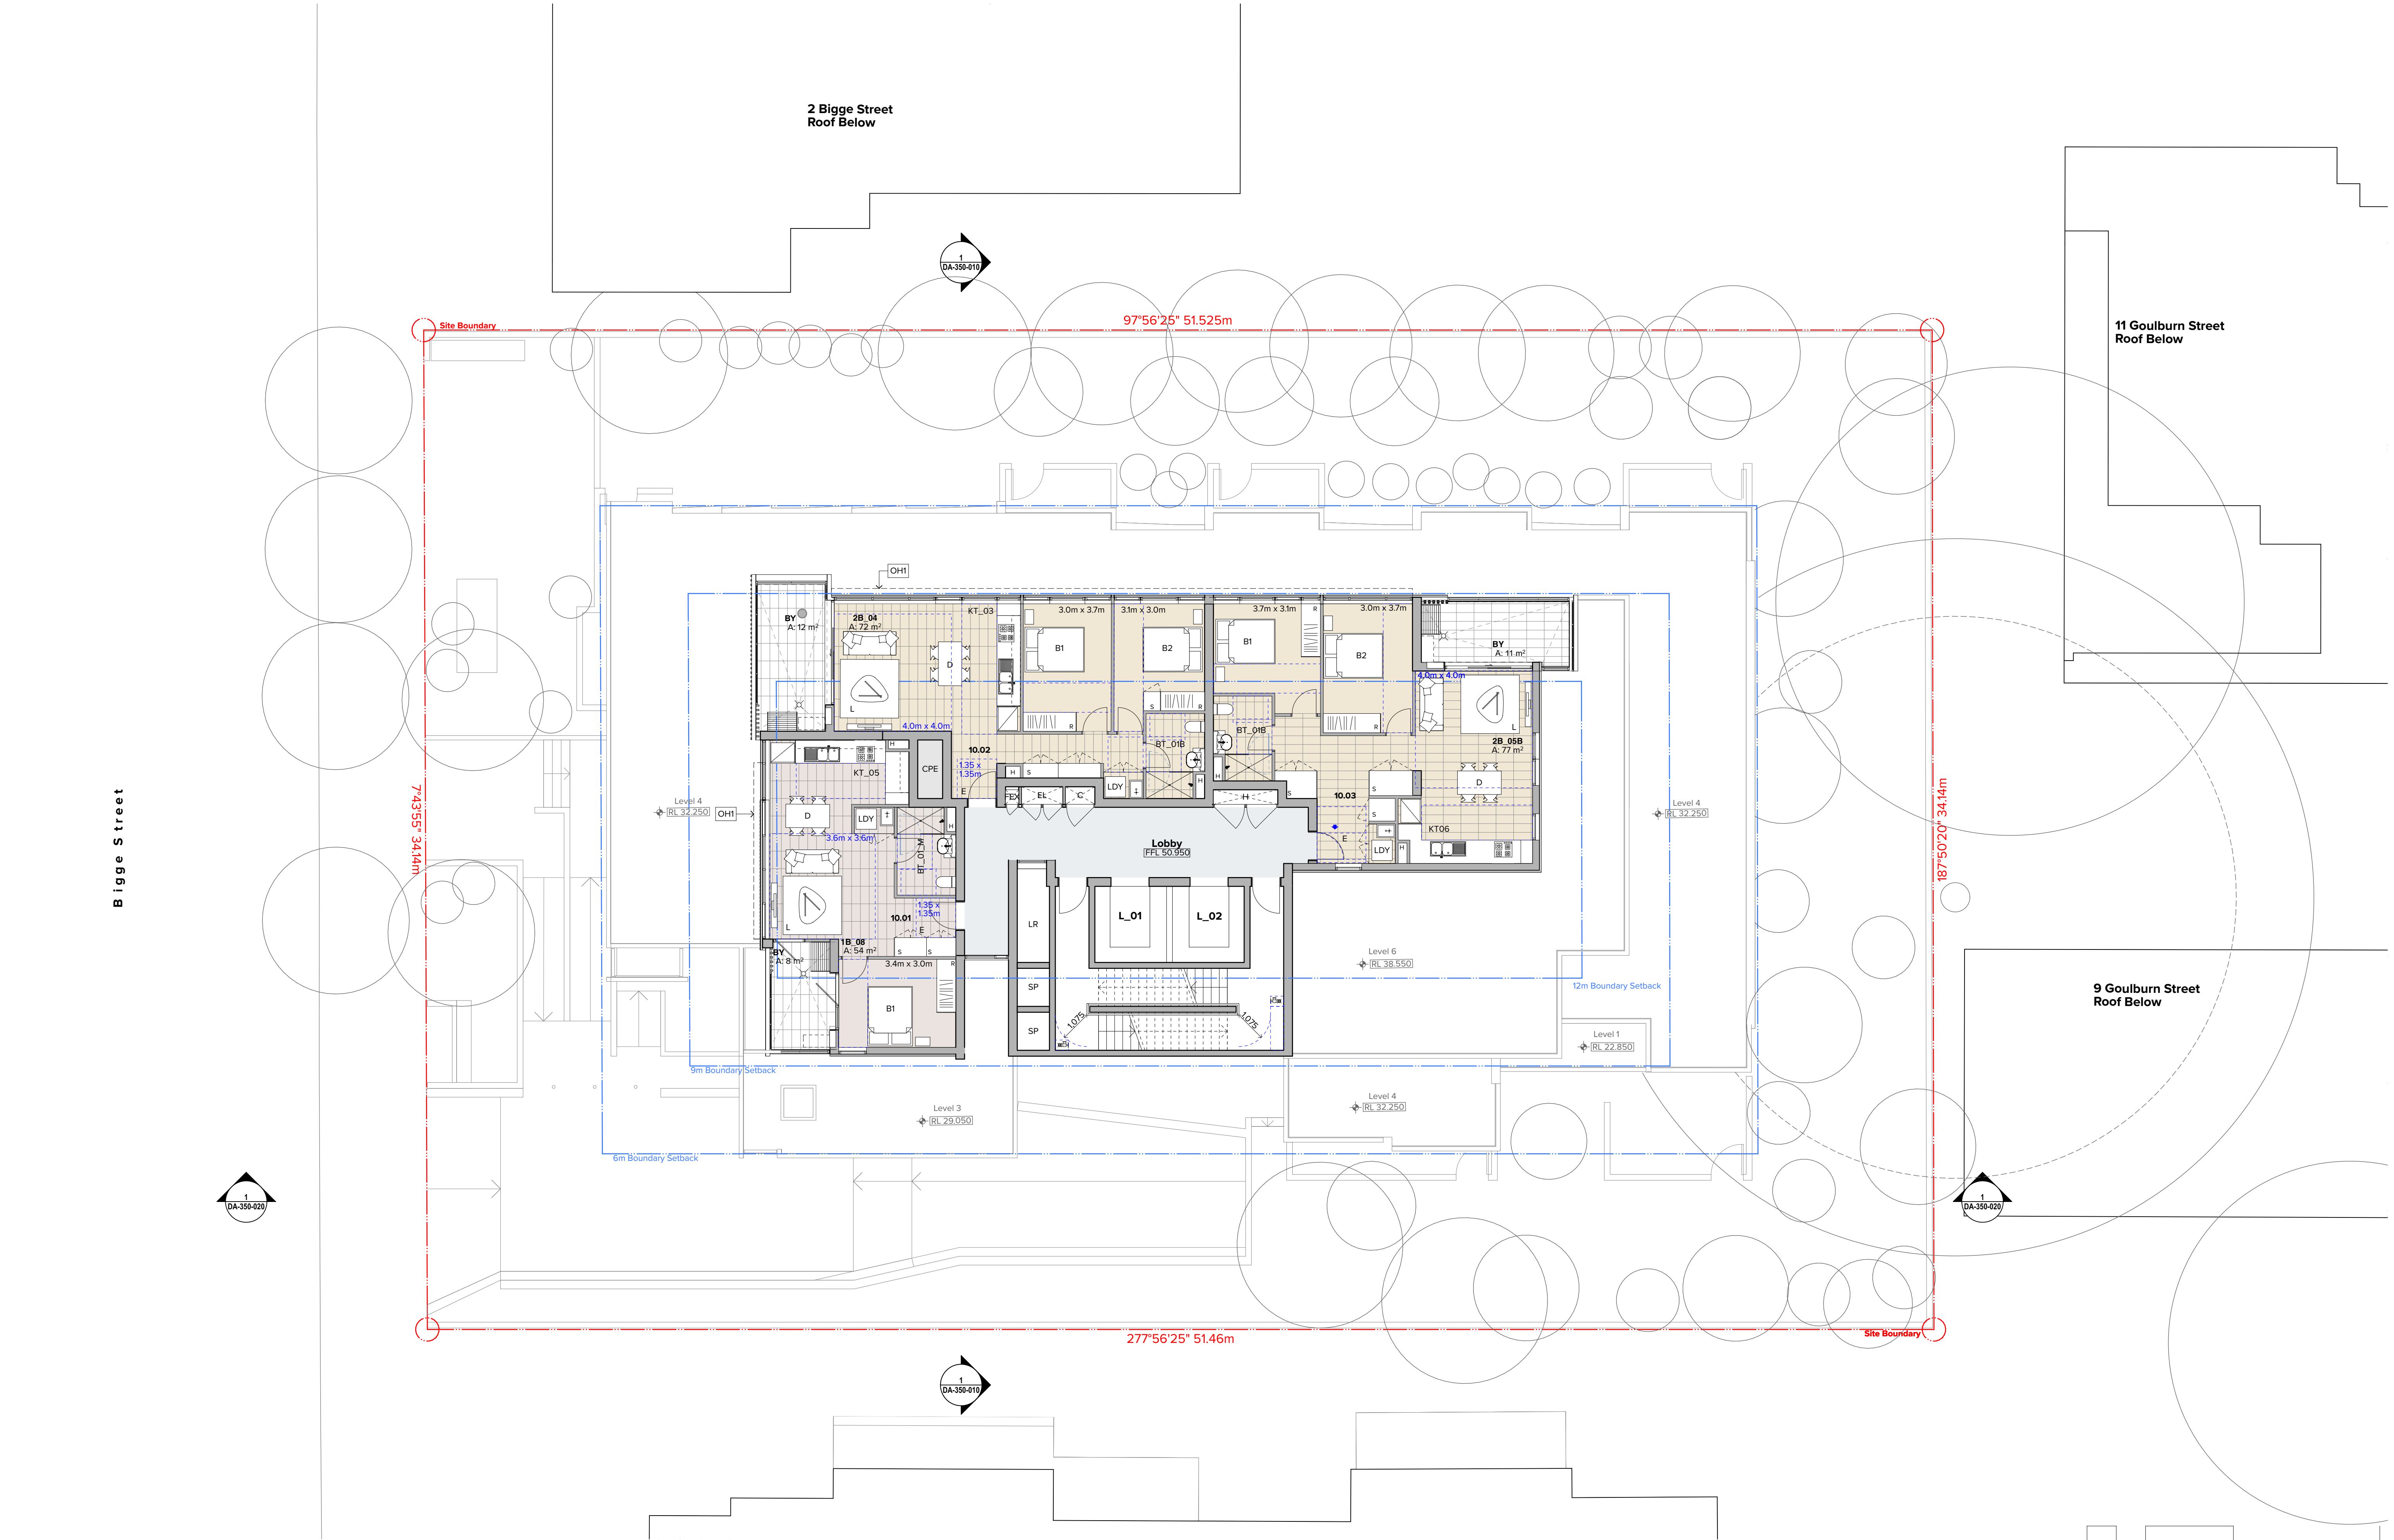 2 Bigge Street
Roof Below
1
DA-350-010
Site Boundary
97°56'25" 51.525m
11 Goulburn Street
Roof Below
OH1
BY
A: 12 m²
2B_04
A: 72 m²
KT_03
3.0m x 3.7m
3.1m x 3.0m
3.7m x 3.1m
R
3.0m x 3.7m
B1
B2
B1
B2
BY
A: 11 m²
D
L
4.0m x 4.0m
4.0m x 4.0m
L
R
S
R
R
BT_01B
BT_01B
2B_05B
A: 77 m²
H
10.02
CPE
KT_05
1.35 x
1.35m
E
H
S
LDY
H
H
FEX
EL
C
H
S
10.03
S
S
D
Level 4
RL 32.250
OH1
D
LDY
H
3.6m x 3.6m
BT_01_M
Lobby
FFL 50.950
E
LDY
H
KT06
Level 4
RL 32.250
Bigge Street
7°43'55" 34.14m
187°50'20" 34.14m
L
1.35 x
1.35m
10.01
E
1B_08
A: 54 m²
S
S
BY
A: 8 m²
3.4m x 3.0m
R
B1
LR
SP
SP
L_01
L_02
1.075
1.075
Level 6
RL 38.550
12m Boundary Setback
9 Goulburn Street
Roof Below
Level 1
RL 22.850
9m Boundary Setback
Level 3
RL 29.050
Level 4
RL 32.250
6m Boundary Setback
1
DA-350-020
1
DA-350-020
277°56'25" 51.46m
Site Boundary
1
DA-350-010